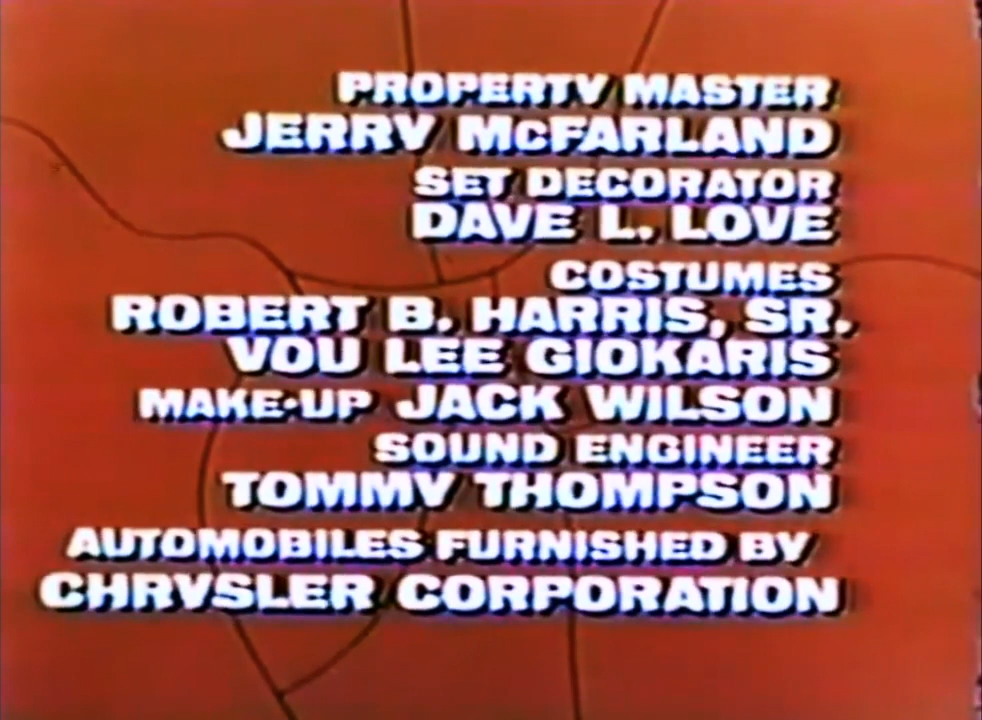 PROPERTY MASTER
JERRY McFARLAND
SET DECORATOR
DAVE L. LOVE
COSTUMES
ROBERT B. HARRIS, SR.
YOU LEE GIOKARIS
MAKE-UP JACK WILSON
SOUND ENGINEER
TOMMY THOMPSON
AUTOMOBILES FURNISHED BY
CHRYSLER CORPORATION